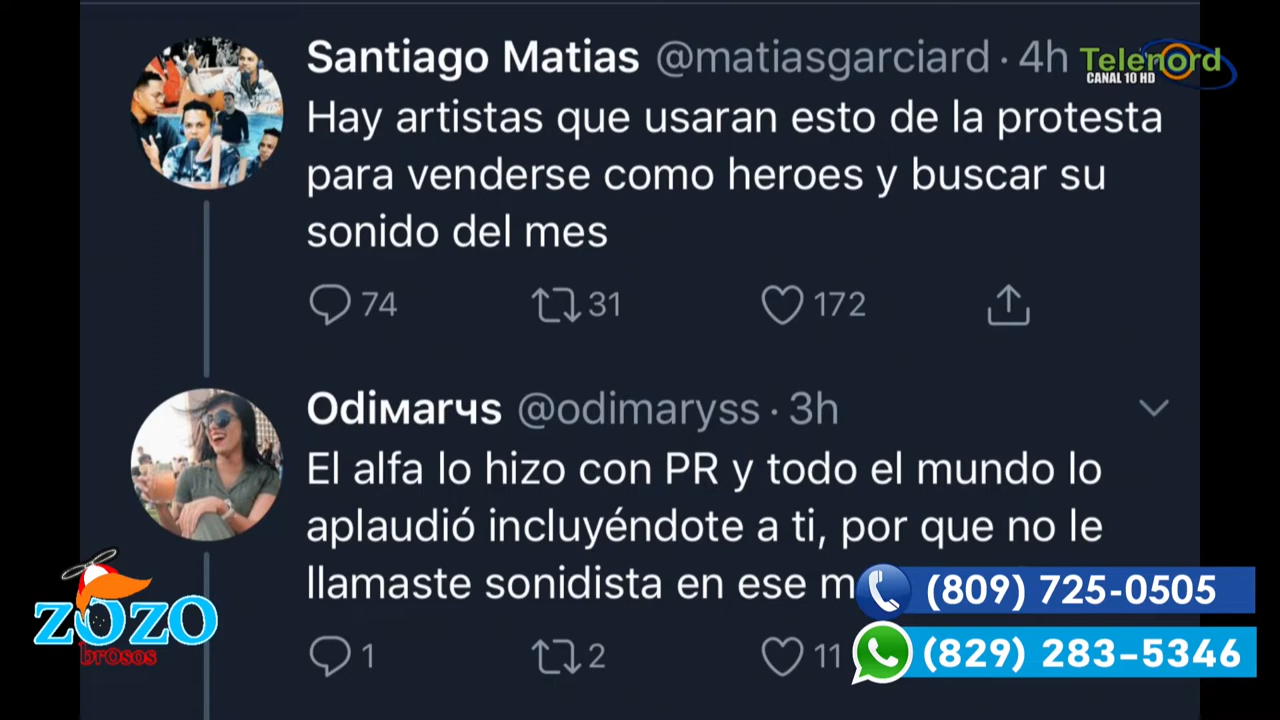 Santiago Matias @matiasgarciard · 4h
Telenord
CANAL 10 HD
Hay artistas que usaran esto de la protesta
para venderse como heroes y buscar su
sonido del mes
74 31 172
Odiмarчs @odimaryss · 3h
El alfa lo hizo con PR y todo el mundo lo
aplaudió incluyéndote a ti, por que no le
llamaste sonidista en ese m
(809) 725-0505
zozo
brosos
1 2 11
(829) 283-5346